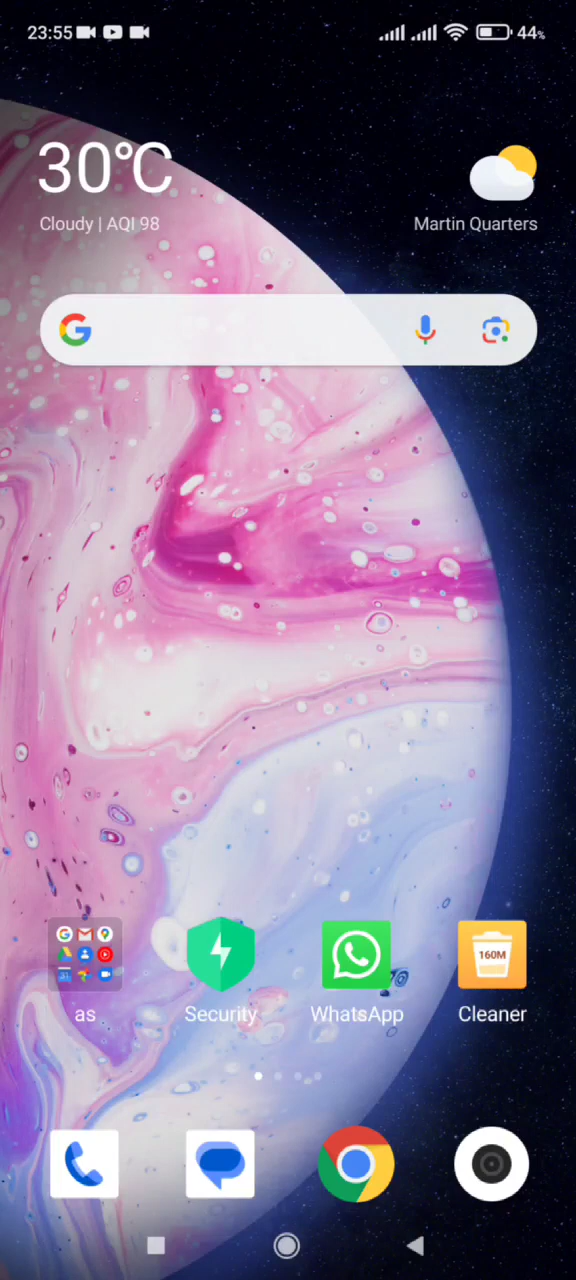 23:55 44%
30°C
Cloudy | AQI 98
Martin Quarters
160M
as
Security
WhatsApp
Cleaner